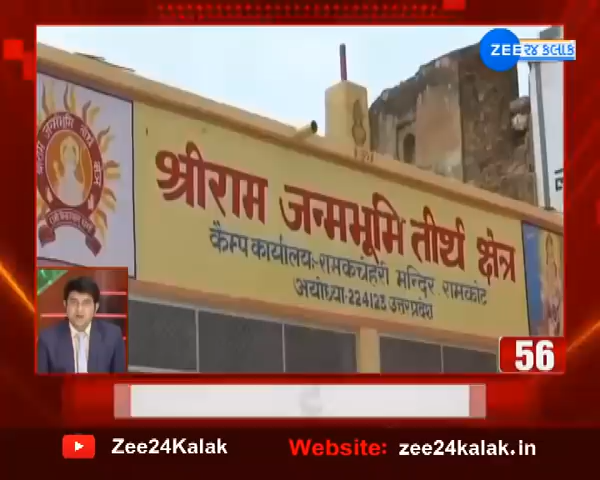 ZEE ૨૪ કલાક
श्रीराम जन्मभूमि तीर्थ क्षेत्र
कैम्प कार्यालय:-रामकचेहरी मन्दिर रामकोट
अयोध्या-224123 उत्तरप्रदेश
56
Zee24Kalak
Website: zee24kalak.in